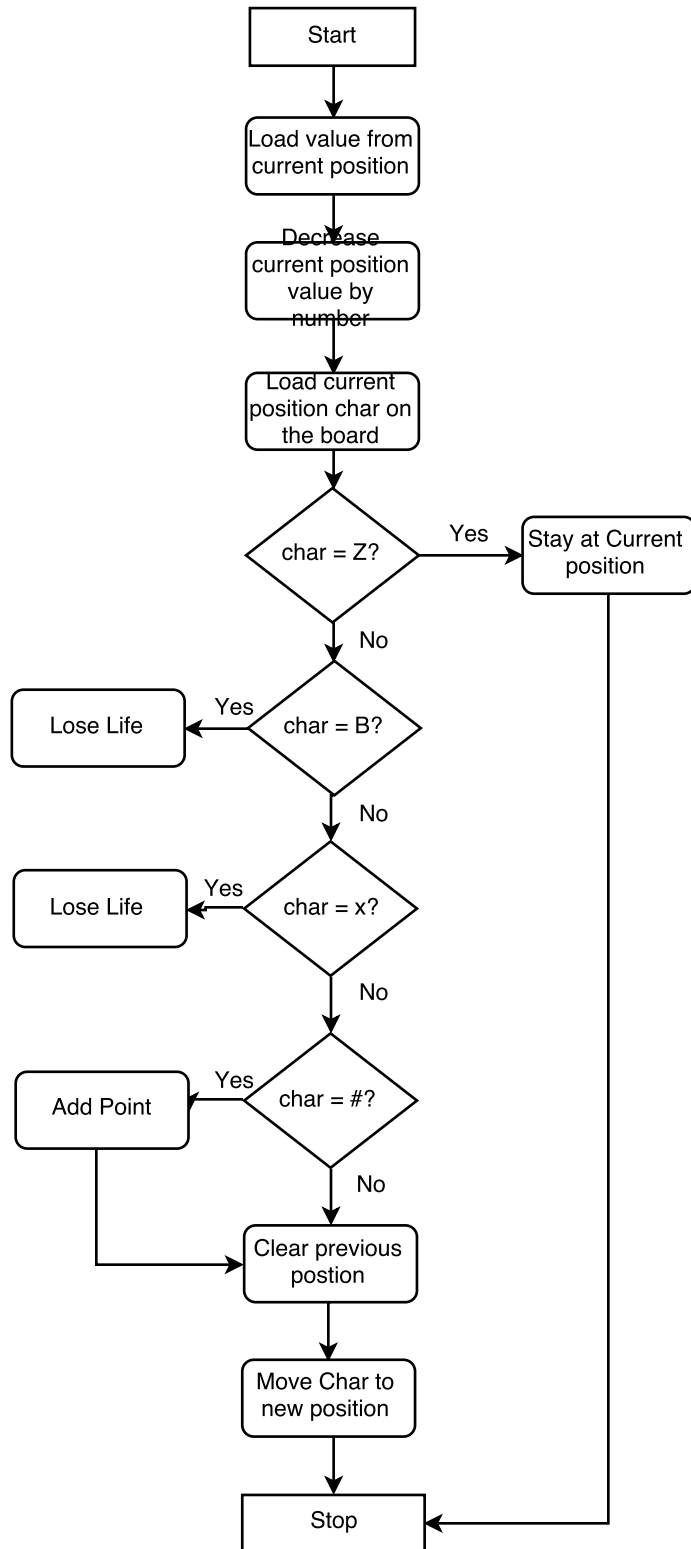 Start
Load value from
current position
Decrease
current position
value by
number
Load current
position char on
the board
char = Z?
Yes
Stay at Current
position
No
Lose Life
Yes
char = B?
No
Lose Life
Yes
char = x?
No
Add Point
Yes
char = #?
No
Clear previous
postion
Move Char to
new position
Stop